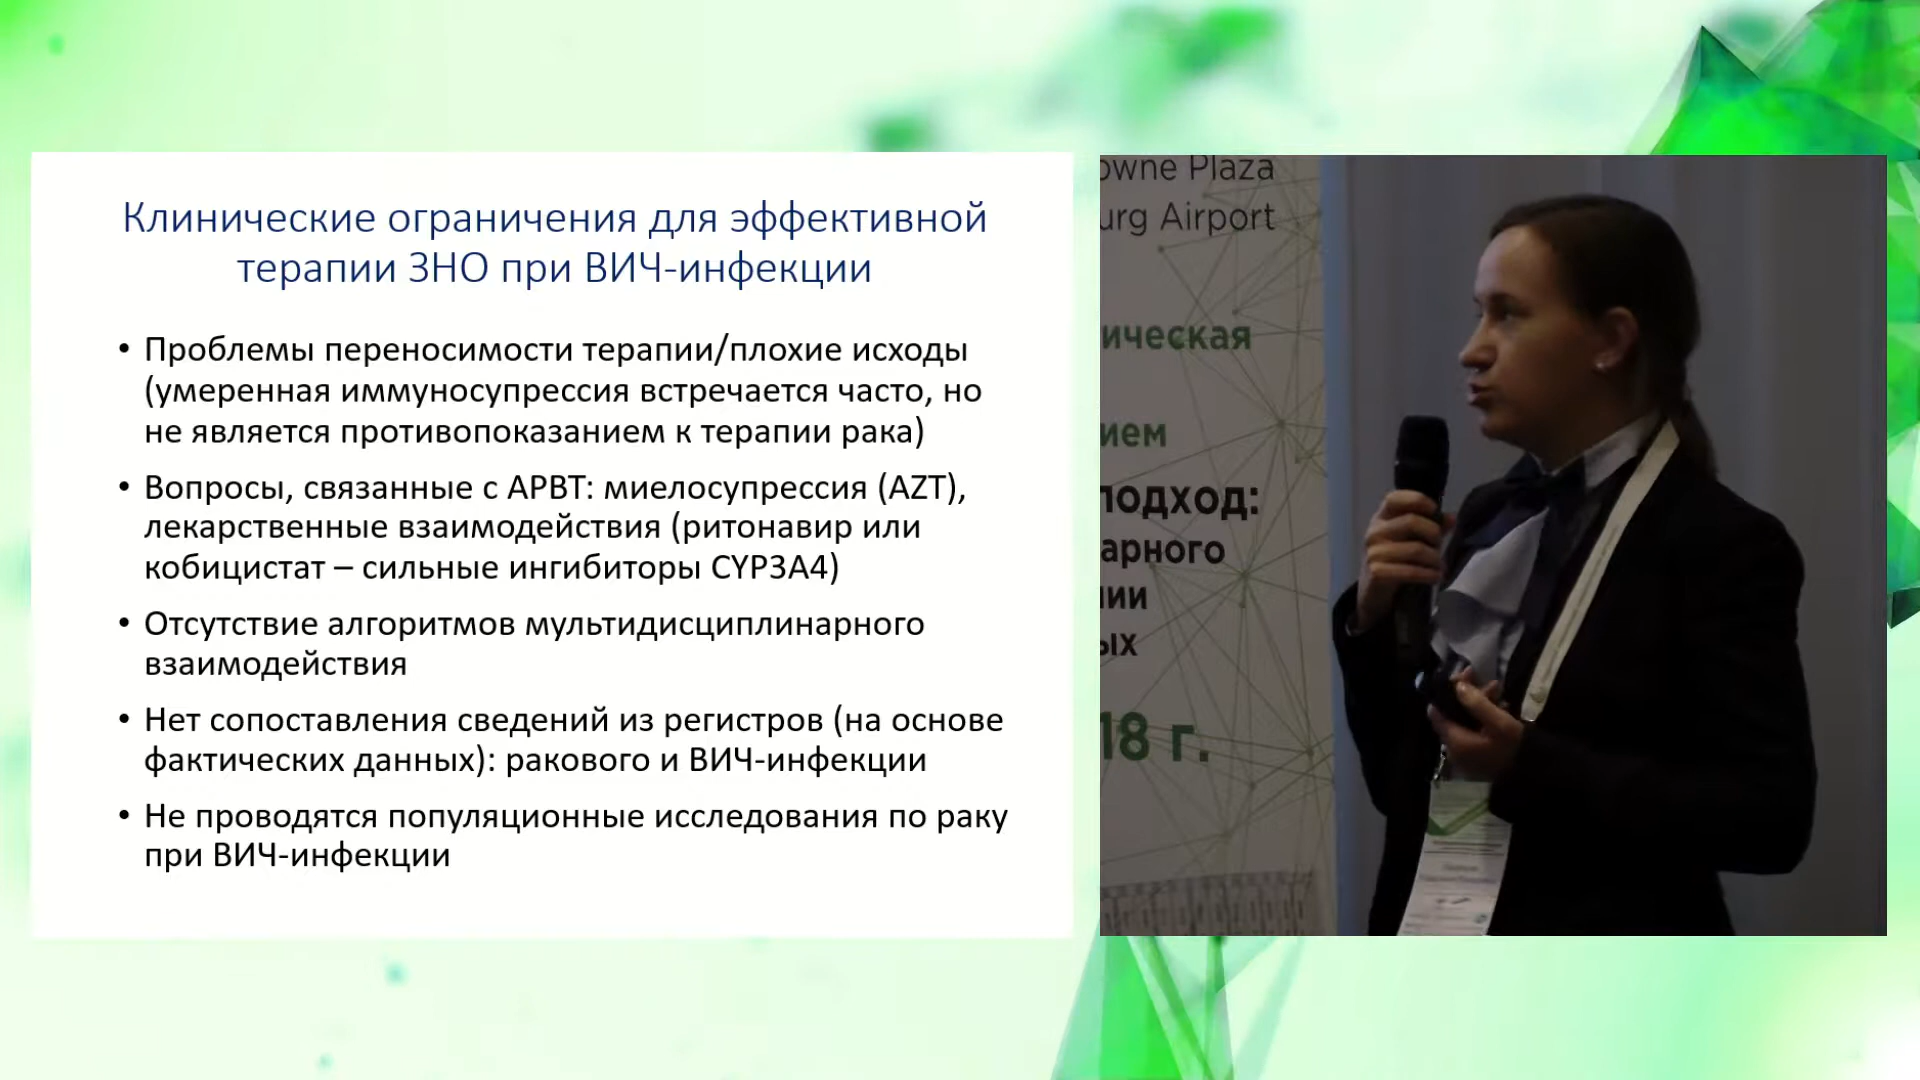 Клинические ограничения для эффективной
терапии ЗНО при ВИЧ-инфекции
• Проблемы переносимости терапии/плохие исходы
(умеренная иммуносупрессия встречается часто, но
не является противопоказанием к терапии рака)
• Вопросы, связанные с АРВТ: миелосупрессия (AZT),
лекарственные взаимодействия (ритонавир или
кобицистат – сильные ингибиторы CYP3A4)
• Отсутствие алгоритмов мультидисциплинарного
взаимодействия
• Нет сопоставления сведений из регистров (на основе
фактических данных): ракового и ВИЧ-инфекции
• Не проводятся популяционные исследования по раку
при ВИЧ-инфекции
owne Plaza
urg Airport
ическая
ием
подход:
арного
нии
ых
18 г.